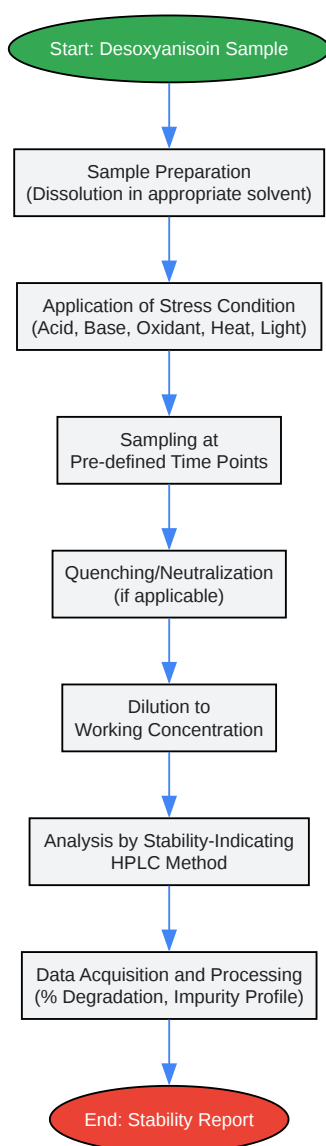 Start: Desoxyanisoin Sample
Sample Preparation
(Dissolution in appropriate solvent)
Application of Stress Condition
(Acid, Base, Oxidant, Heat, Light)
Sampling at
Pre-defined Time Points
Quenching/Neutralization
(if applicable)
Dilution to
Working Concentration
Analysis by Stability-Indicating
HPLC Method
Data Acquisition and Processing
(% Degradation, Impurity Profile)
End: Stability Report